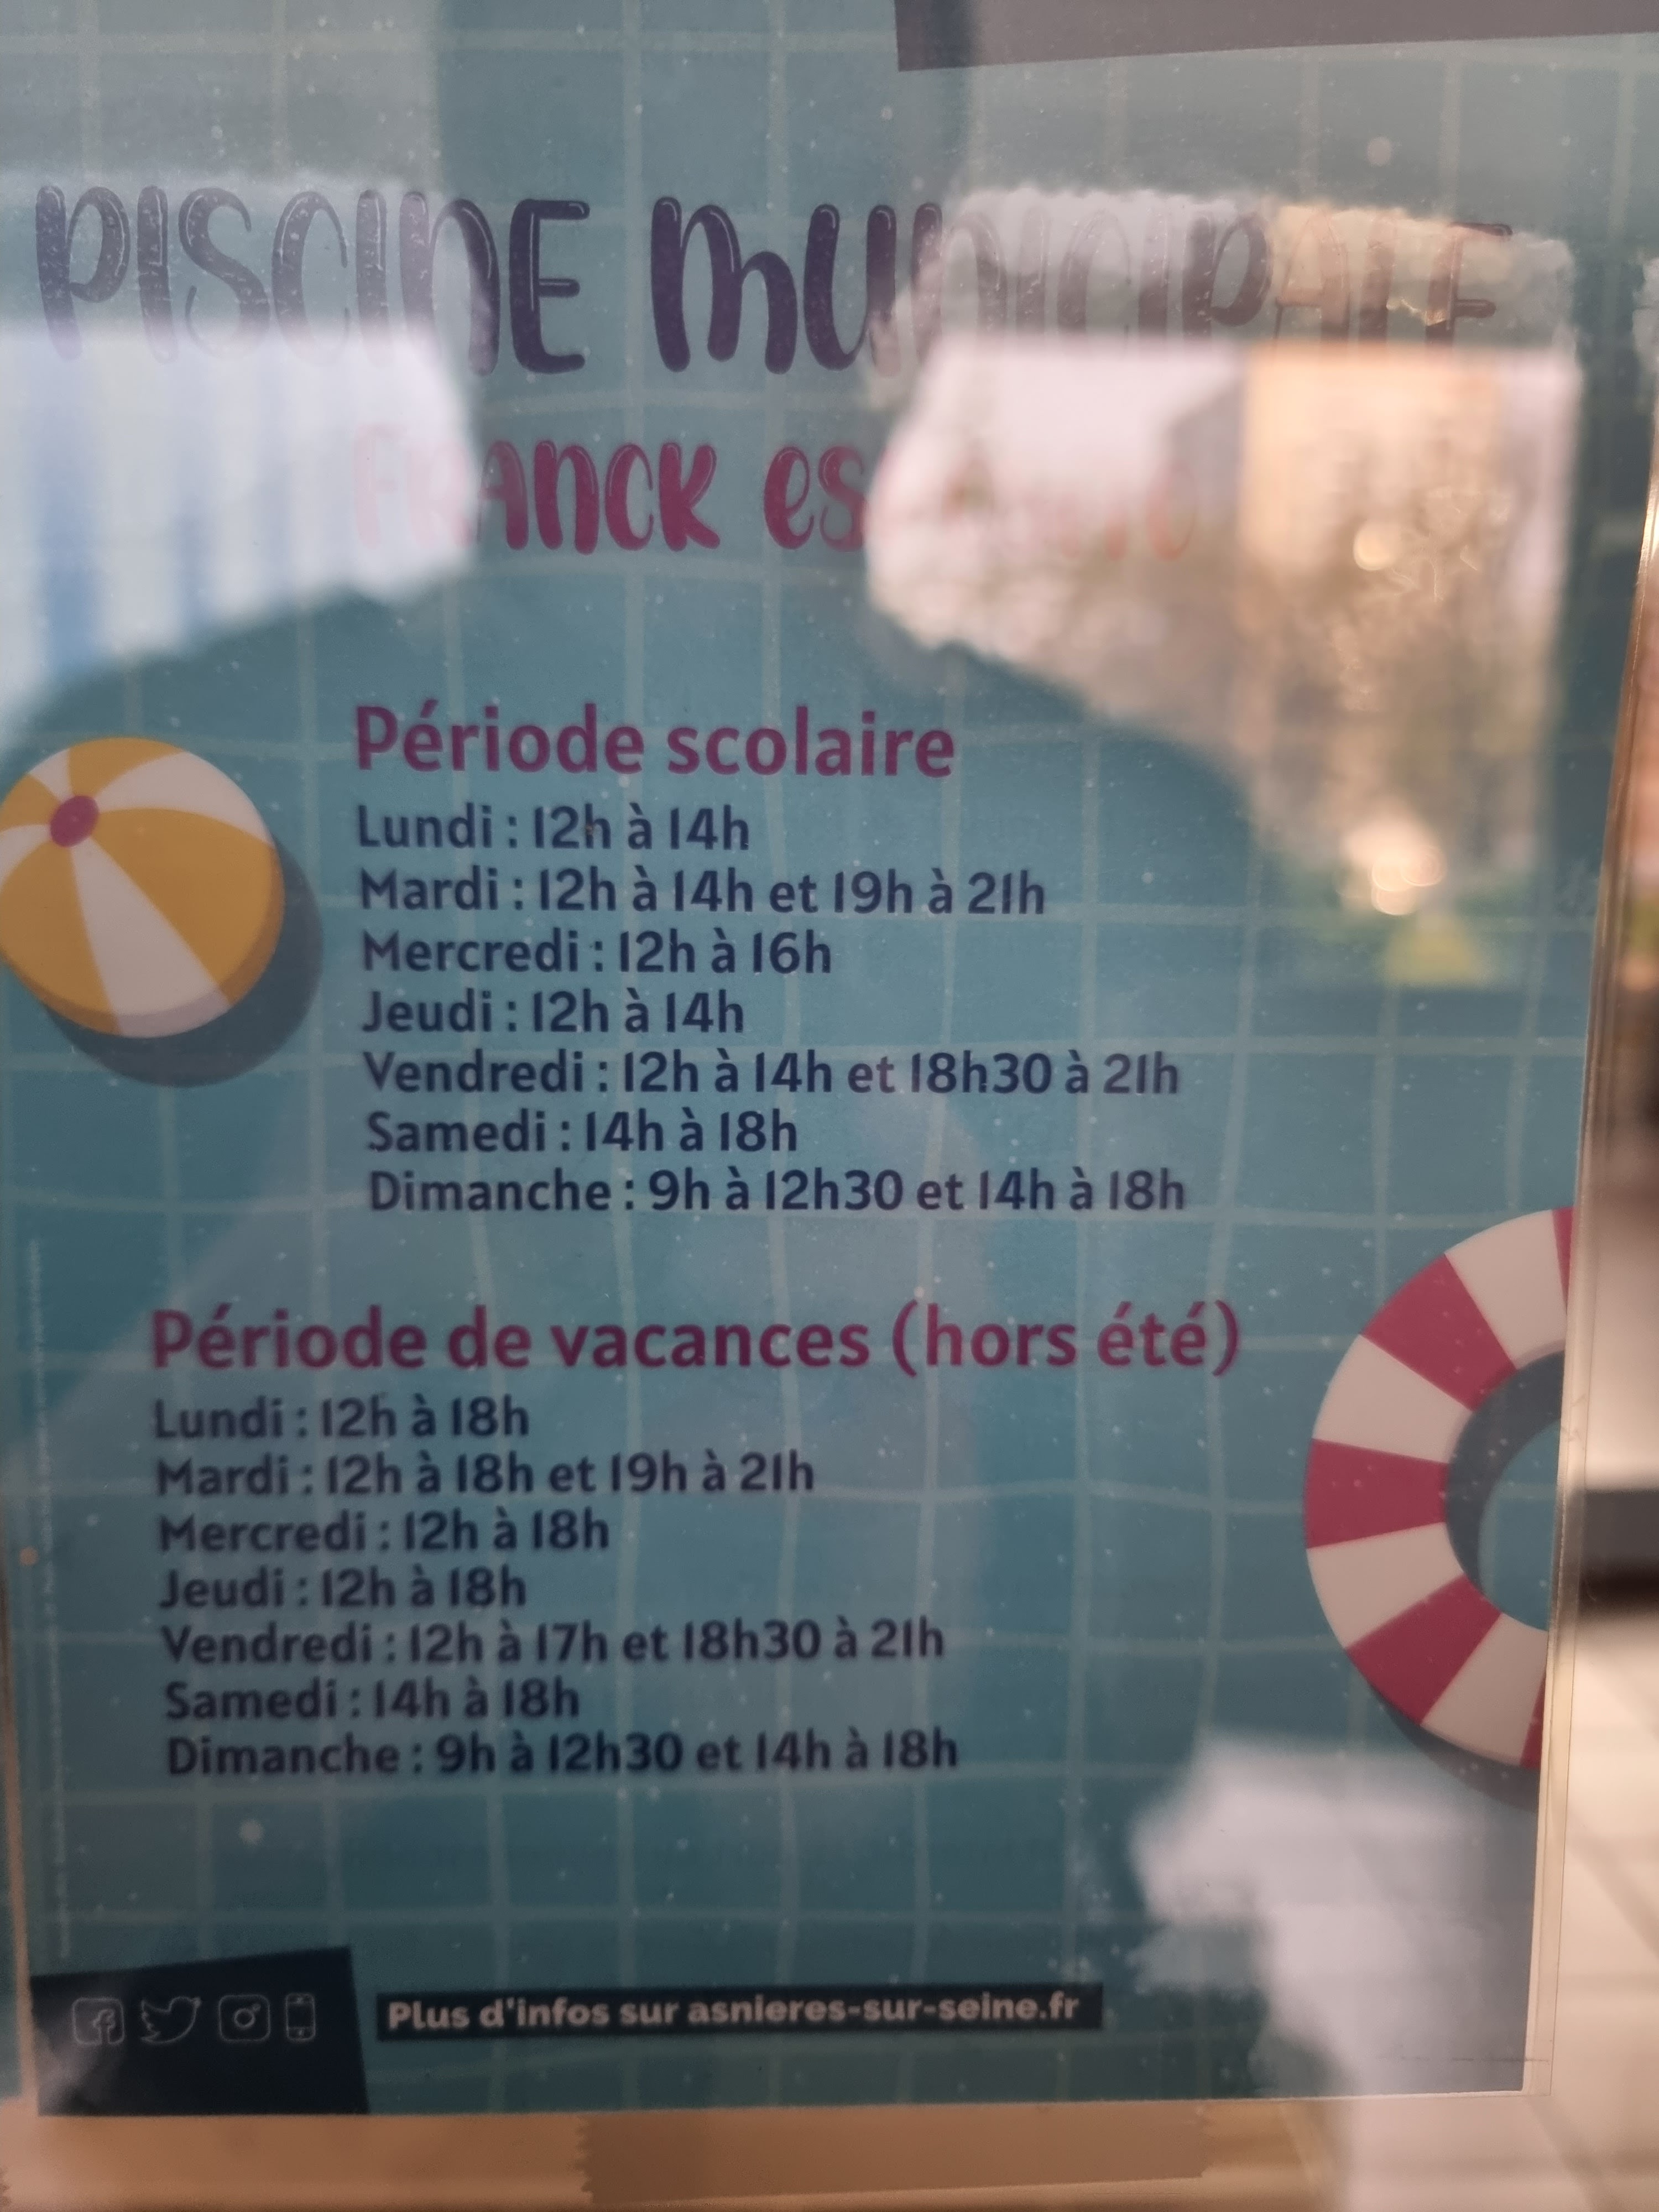 PISCINE MUNICIPALE
FRANCK
Période scolaire
Lundi : 12h à 14h
Mardi : 12h à 14h et 19h à 21h
Mercredi : 12h à 16h
Jeudi : 12h à 14h
Vendredi : 12h à 14h et 18h30 à 21h
Samedi : 14h à 18h
Dimanche : 9h à 12h30 et 14h à 18h
Période de vacances (hors été)
Lundi : 12h à 18h
Mardi : 12h à 18h et 19h à 21h
Mercredi : 12h à 18h
Jeudi : 12h à 18h
Vendredi : 12h à 17h et 18h30 à 21h
Samedi : 14h à 18h
Dimanche : 9h à 12h30 et 14h à 18h
Plus d'infos sur asnieres-sur-seine.fr